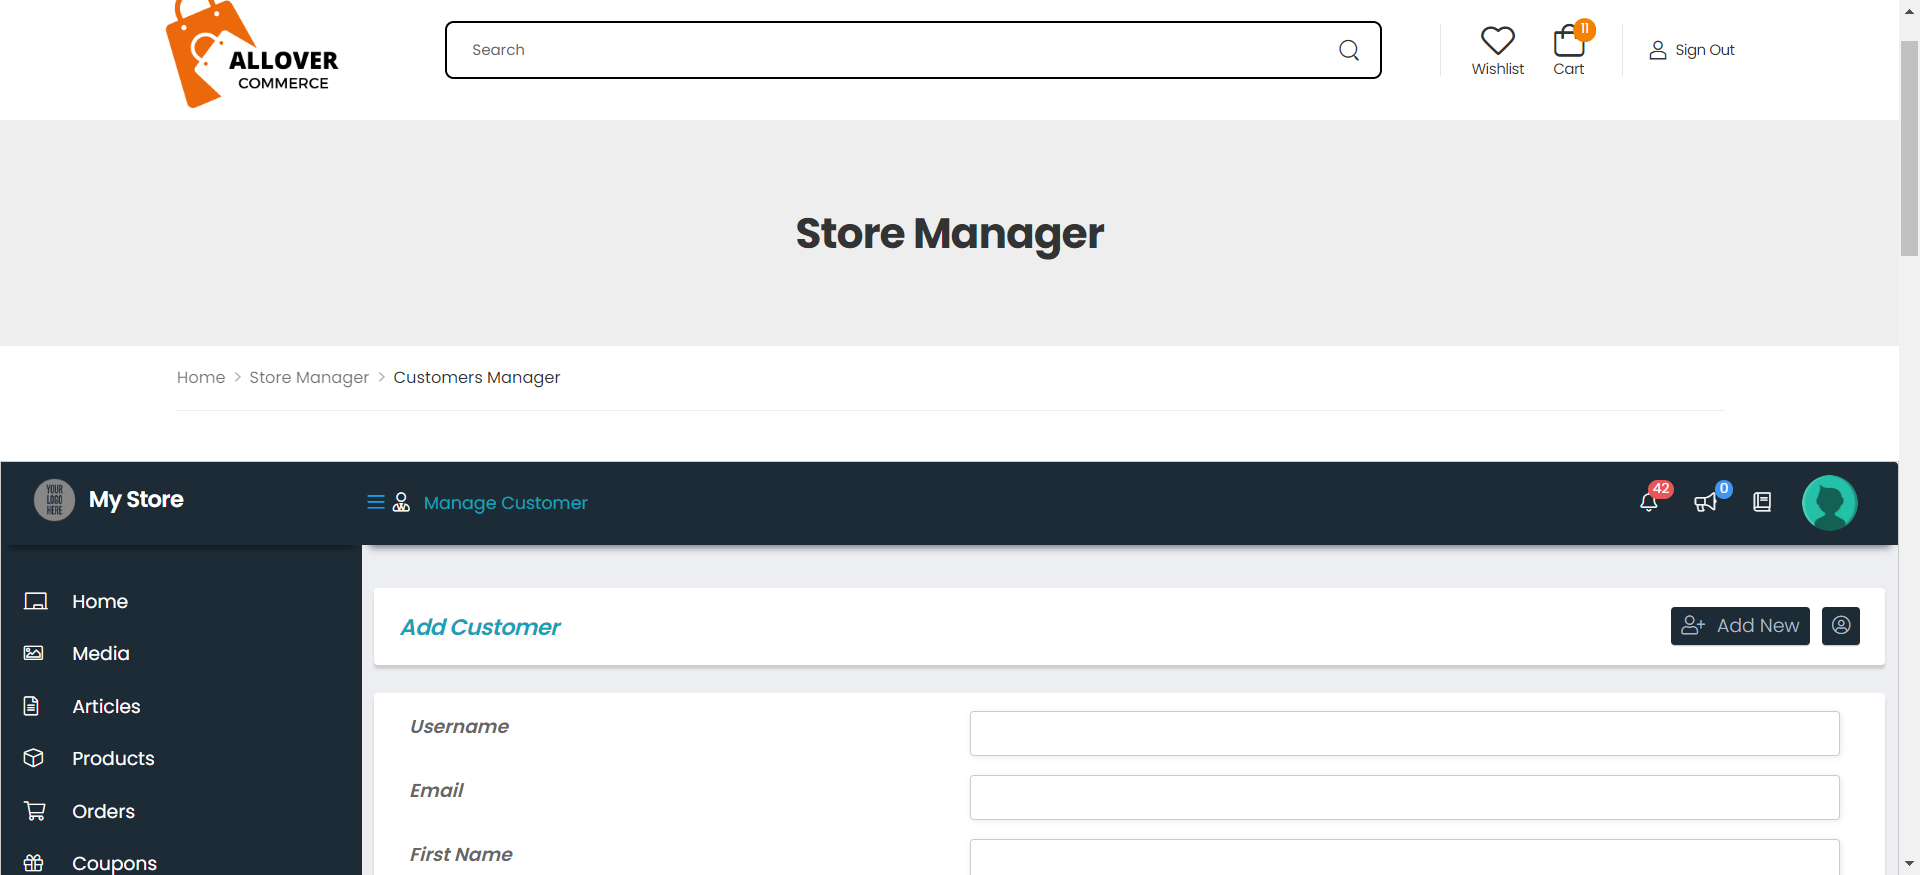 ALLOVER
COMMERCE
Search
Wishlist
11
Cart
Sign Out
Store Manager
Home > Store Manager > Customers Manager
YOUR
LOGO
HERE
My Store
Manage Customer
42
0
Home
Media
Articles
Products
Orders
Coupons
Add Customer
Add New
Username
Email
First Name